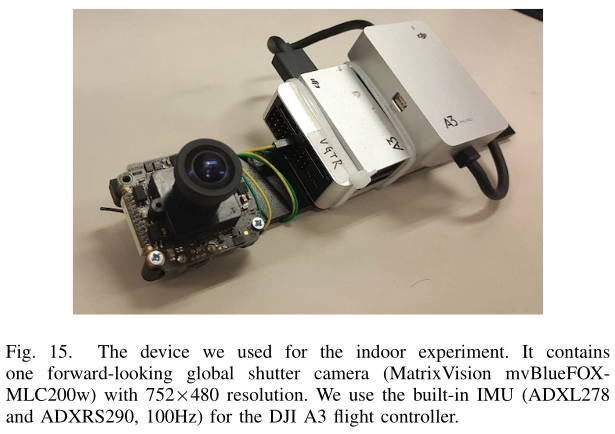 dji
VGTR
A3
A3
Fig. 15. The device we used for the indoor experiment. It contains
one forward-looking global shutter camera (MatrixVision mvBlueFOX-
MLC200w) with 752×480 resolution. We use the built-in IMU (ADXL278
and ADXRS290, 100Hz) for the DJI A3 flight controller.